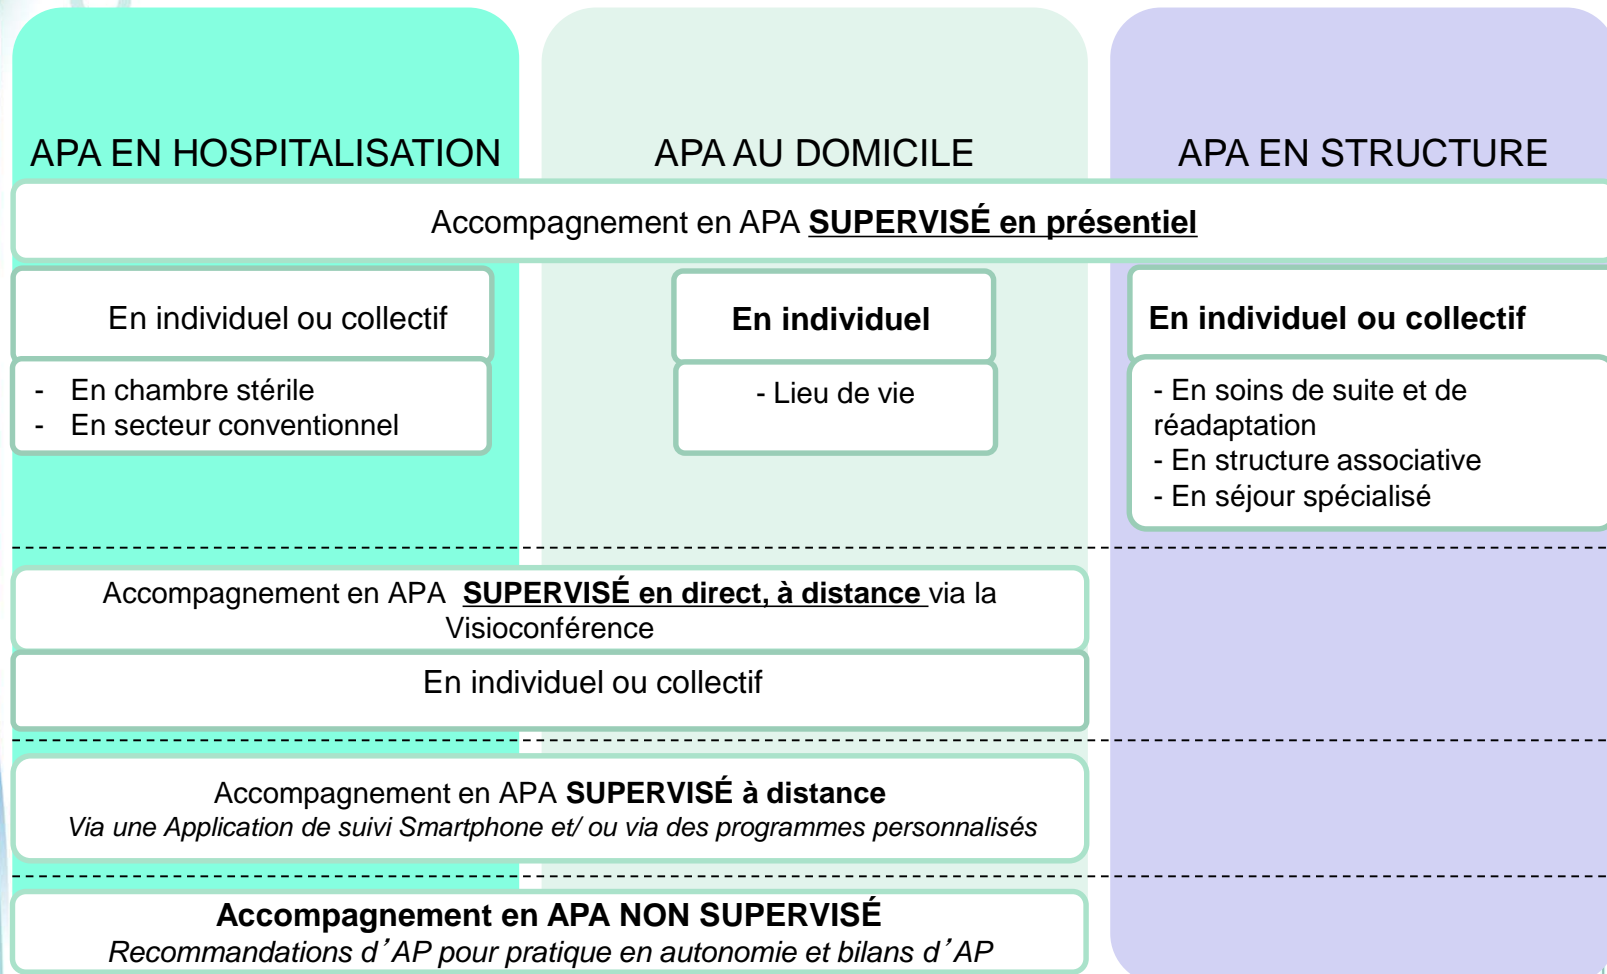 APA EN HOSPITALISATION
APA AU DOMICILE
APA EN STRUCTURE
Accompagnement en APA SUPERVISÉ en présentiel
En individuel ou collectif
- En chambre stérile
- En secteur conventionnel
En individuel
- Lieu de vie
En individuel ou collectif
- En soins de suite et de
réadaptation
- En structure associative
- En séjour spécialisé
Accompagnement en APA SUPERVISÉ en direct, à distance via la
Visioconférence
En individuel ou collectif
Accompagnement en APA SUPERVISÉ à distance
Via une Application de suivi Smartphone et/ ou via des programmes personnalisés
Accompagnement en APA NON SUPERVISÉ
Recommandations d’AP pour pratique en autonomie et bilans d’AP